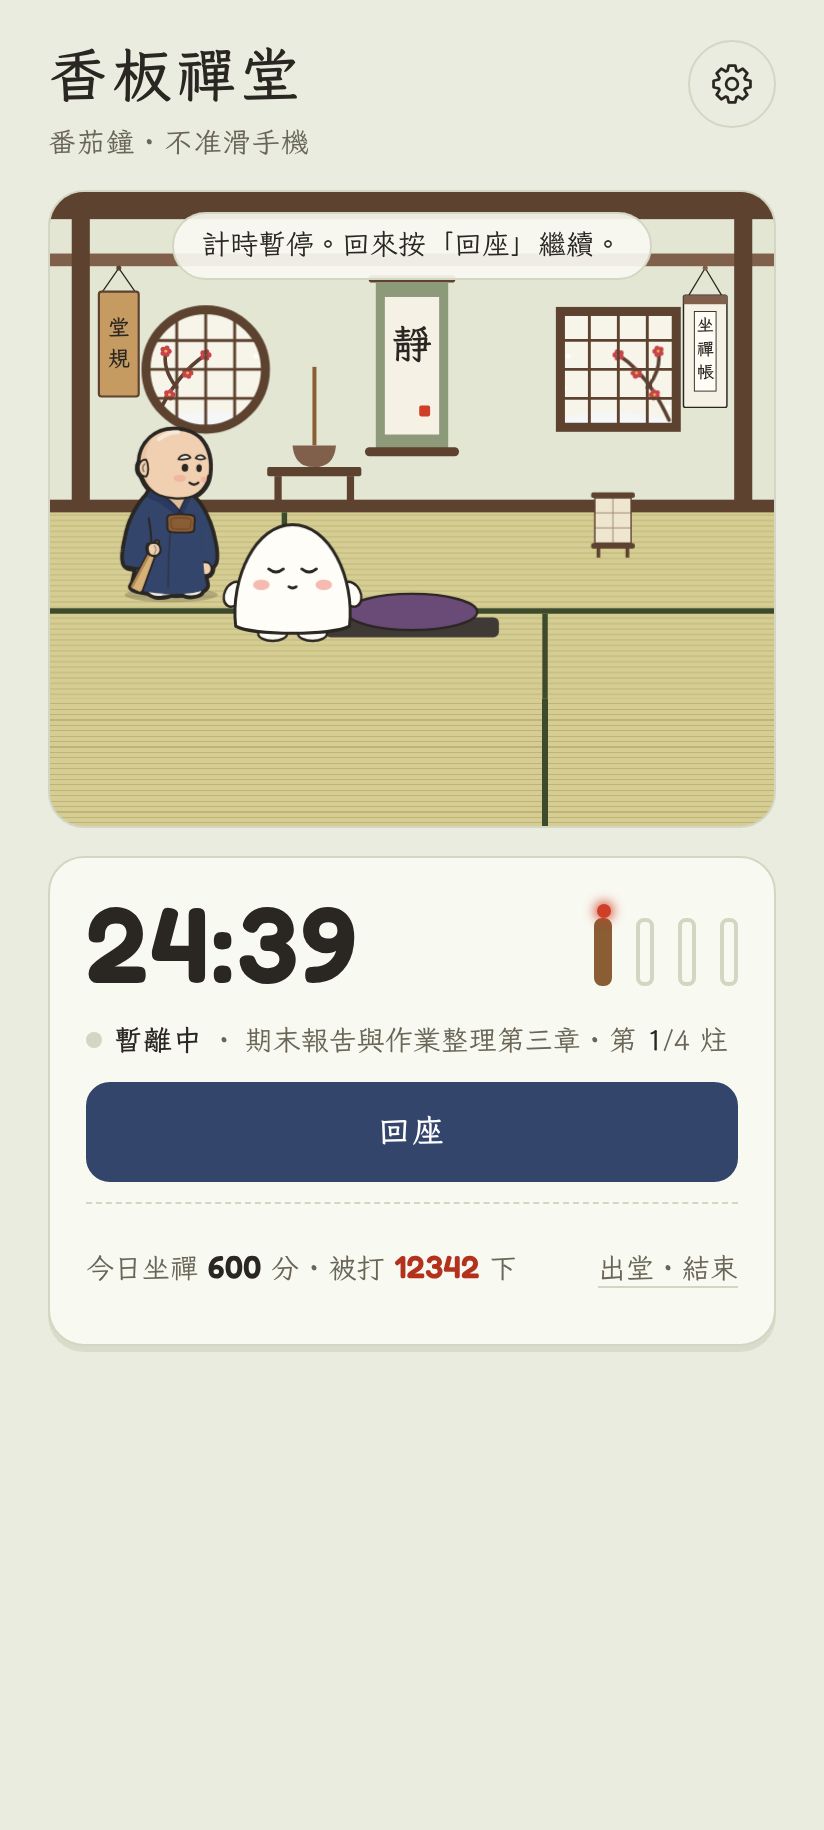 香板禪堂
番茄鐘・不准滑手機
計時暫停。回來按「回座」繼續。
堂規
靜
坐禪帳
24:39
暫離中 ・ 期末報告與作業整理第三章・第 1/4 炷
回座
今日坐禪 600 分・被打 12342 下
出堂・結束